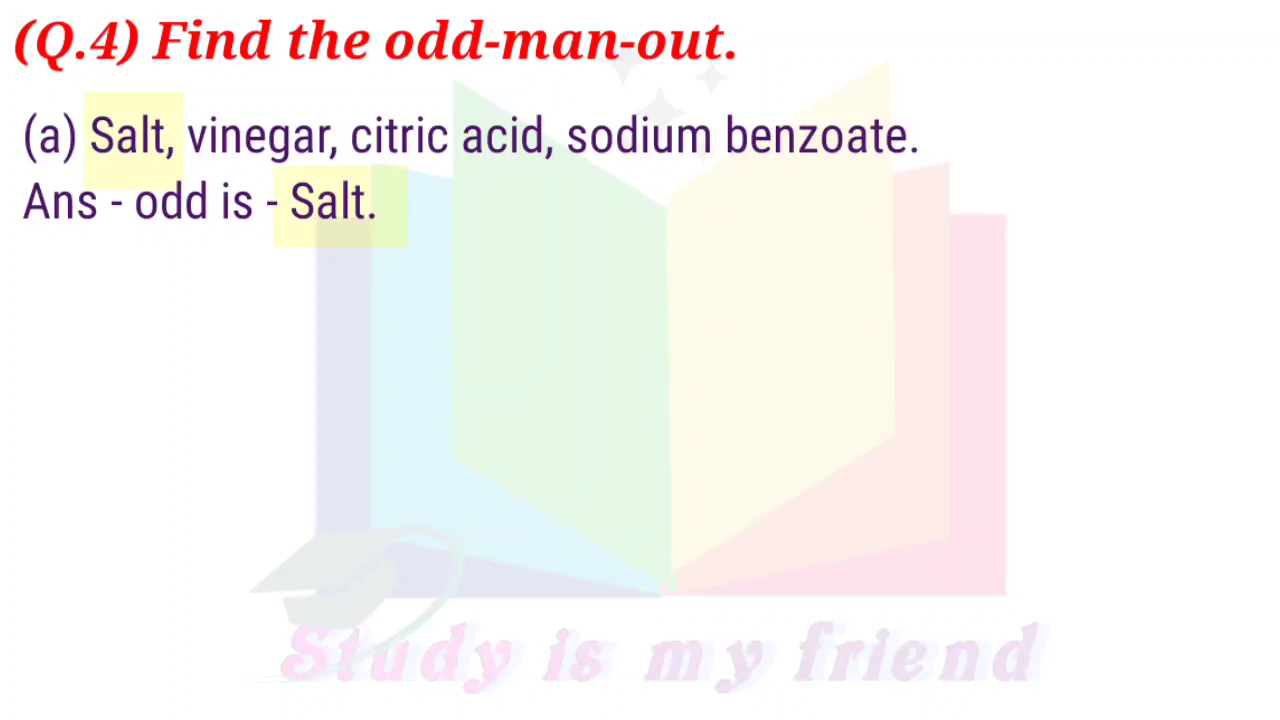 (Q.4) Find the odd-man-out.
(a) Salt, vinegar, citric acid, sodium benzoate.
Ans - odd is - Salt.
Study is my friend